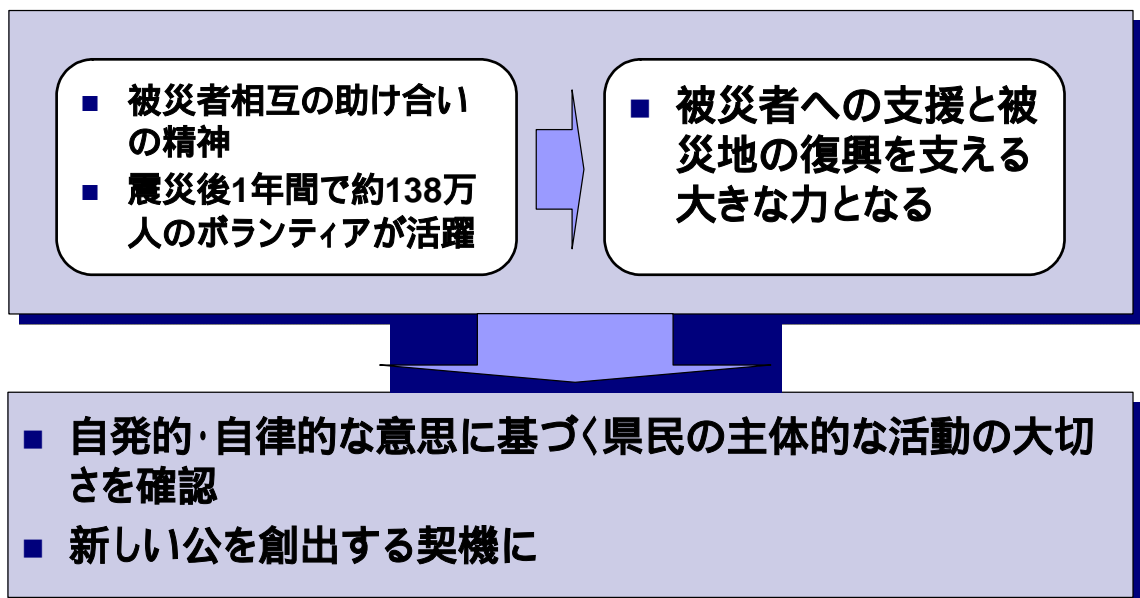 ■ 被災者相互の助け合い
の精神
■ 震災後1年間で約138万
人のボランティアが活躍
■ 被災者への支援と被
災地の復興を支える
大きな力となる
■ 自発的・自律的な意思に基づく県民の主体的な活動の大切
さを確認
■ 新しい公を創出する契機に